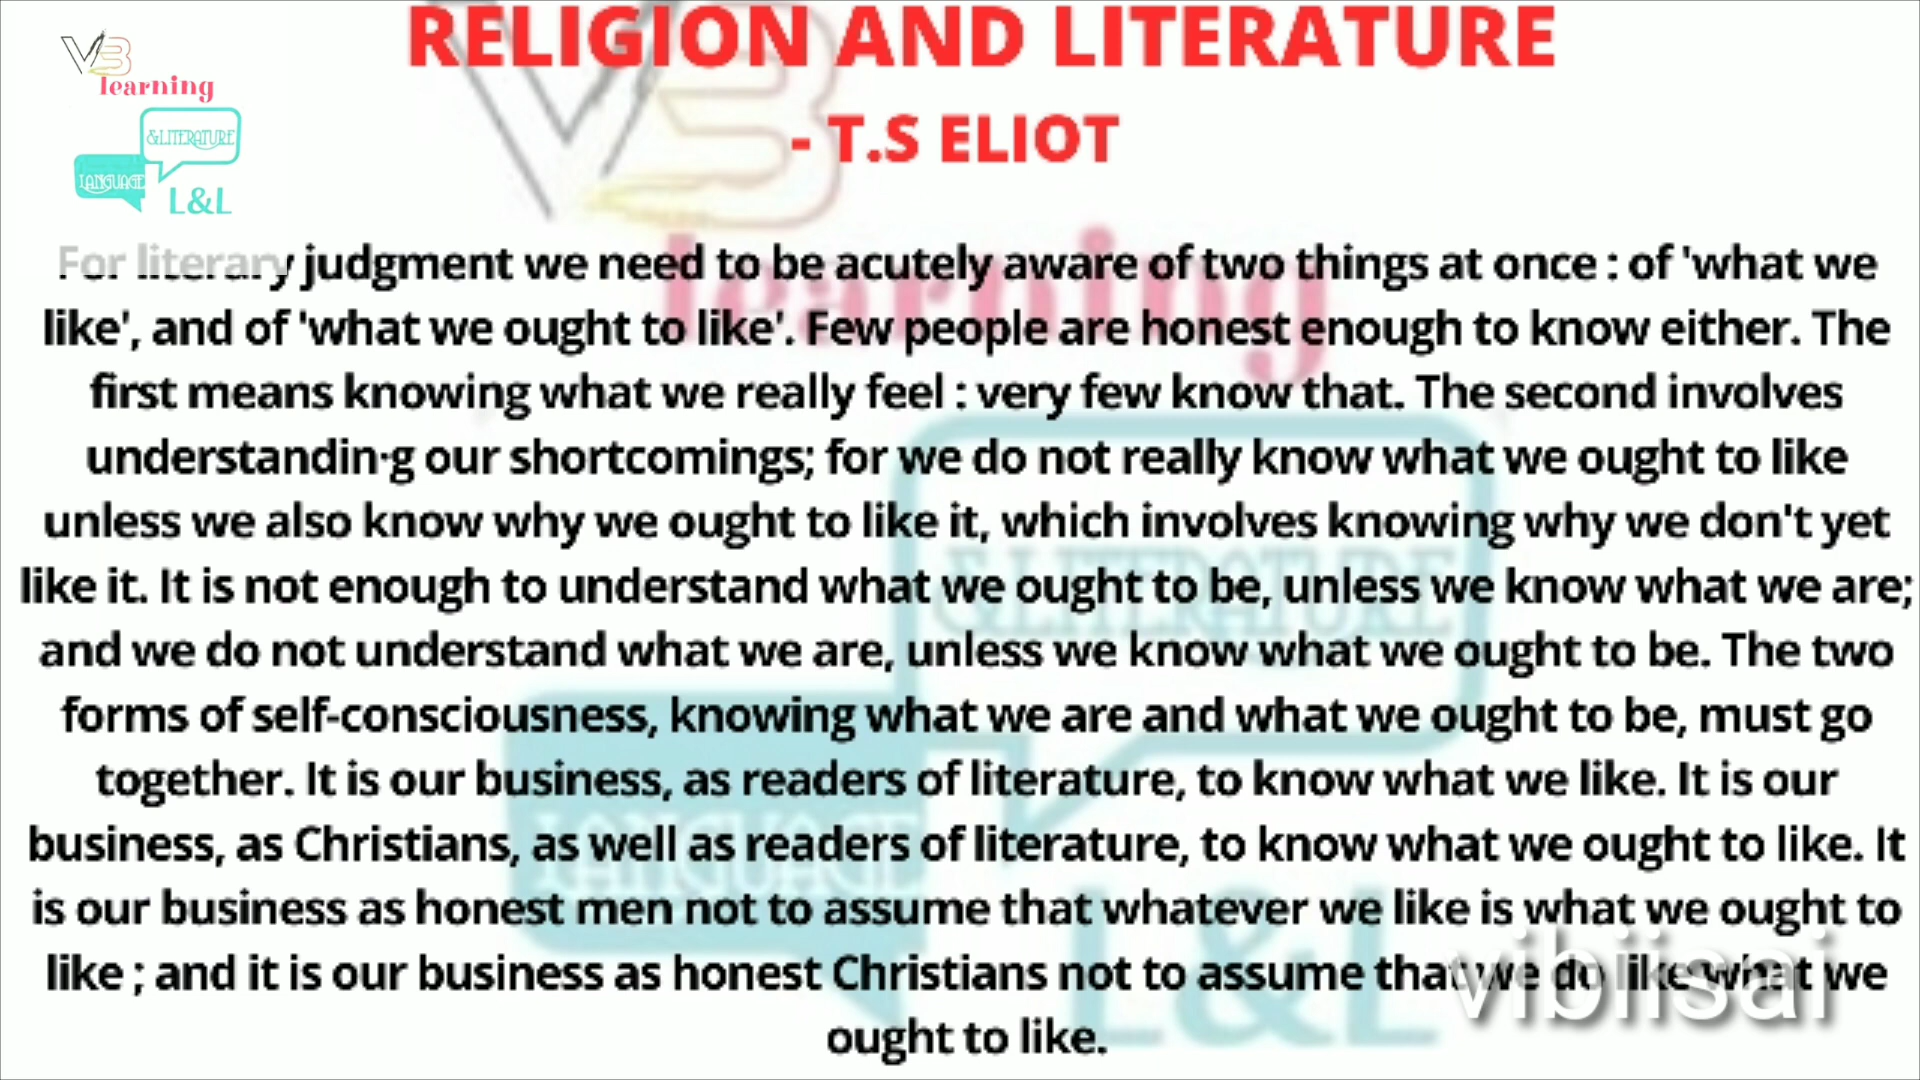 RELIGION AND LITERATURE
- T.S ELIOT
V3
learning
&LITERATURE
LANGUAGE
L&L
For literary judgment we need to be acutely aware of two things at once : of 'what we
like', and of 'what we ought to like'. Few people are honest enough to know either. The
first means knowing what we really feel : very few know that. The second involves
understandin·g our shortcomings; for we do not really know what we ought to like
unless we also know why we ought to like it, which involves knowing why we don't yet
like it. It is not enough to understand what we ought to be, unless we know what we are;
and we do not understand what we are, unless we know what we ought to be. The two
forms of self-consciousness, knowing what we are and what we ought to be, must go
together. It is our business, as readers of literature, to know what we like. It is our
business, as Christians, as well as readers of literature, to know what we ought to like. It
is our business as honest men not to assume that whatever we like is what we ought to
like ; and it is our business as honest Christians not to assume that we do like what we
ought to like.
V3
learning
&LITERATURE
LANGUAGE
L&L
vibiisai